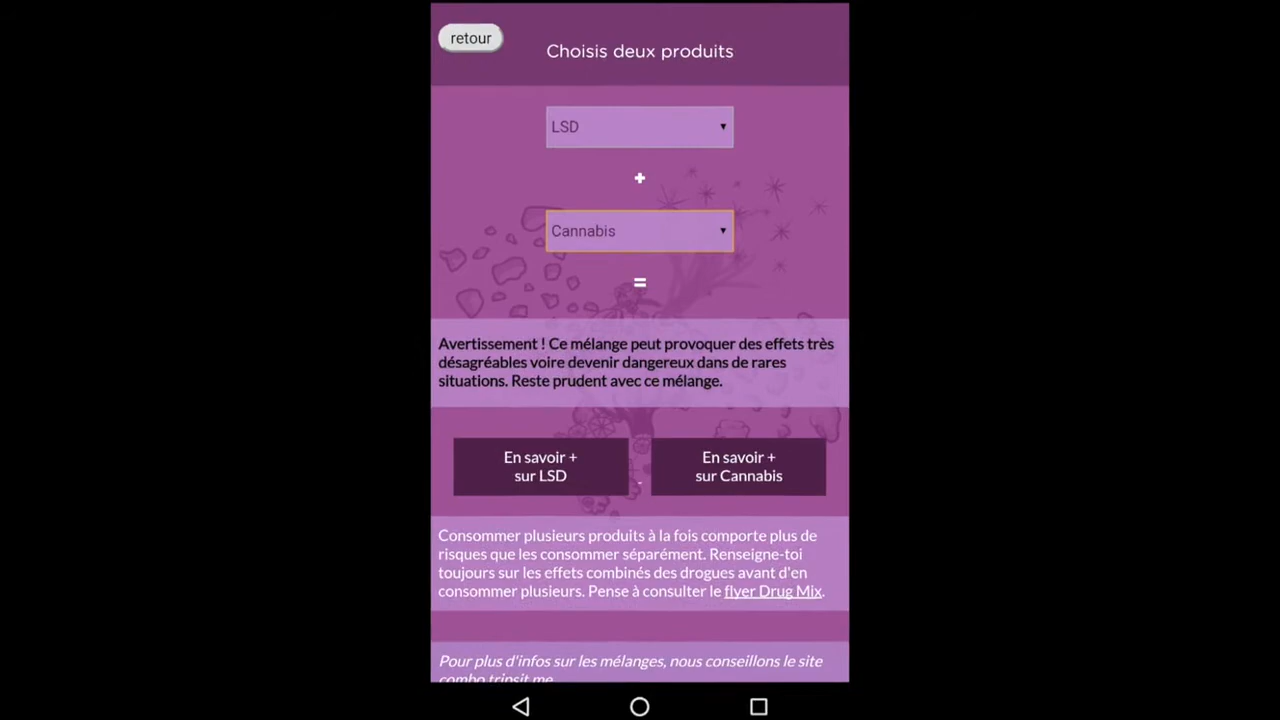 retour
Choisis deux produits
LSD
+
Cannabis
=
Avertissement ! Ce mélange peut provoquer des effets très
désagréables voire devenir dangereux dans de rares
situations. Reste prudent avec ce mélange.
En savoir +
sur LSD
En savoir +
sur Cannabis
Consommer plusieurs produits à la fois comporte plus de
risques que les consommer séparément. Renseigne-toi
toujours sur les effets combinés des drogues avant d'en
consommer plusieurs. Pense à consulter le flyer Drug Mix.
Pour plus d'infos sur les mélanges, nous conseillons le site
combo tripsit me